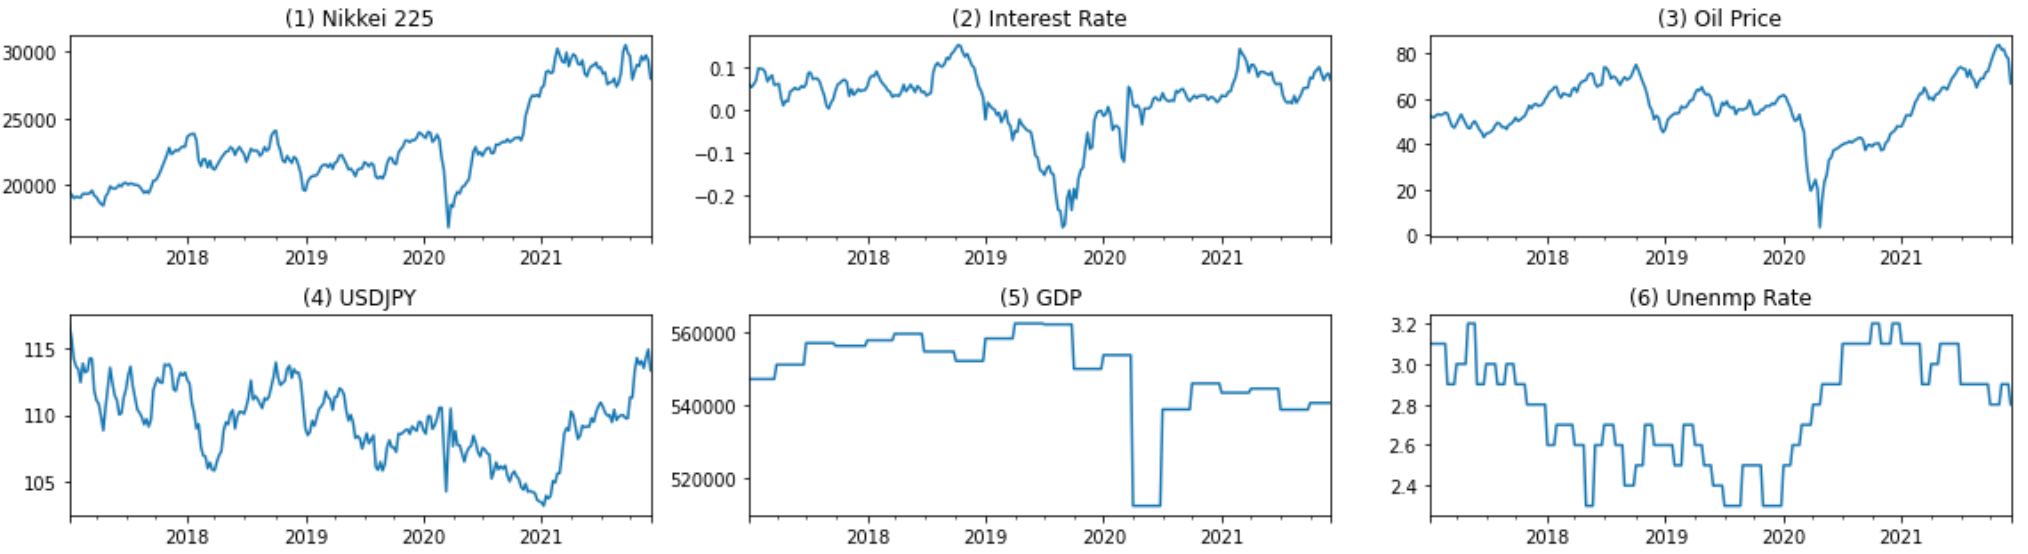 (1) Nikkei 225
30000
25000
20000
2018 2019 2020 2021
(2) Interest Rate
0.1
0.0
−0.1
−0.2
2018 2019 2020 2021
(3) Oil Price
80
60
40
20
0
2018 2019 2020 2021
(4) USDJPY
115
110
105
2018 2019 2020 2021
(5) GDP
560000
540000
520000
2018 2019 2020 2021
(6) Unenmp Rate
3.2
3.0
2.8
2.6
2.4
2018 2019 2020 2021